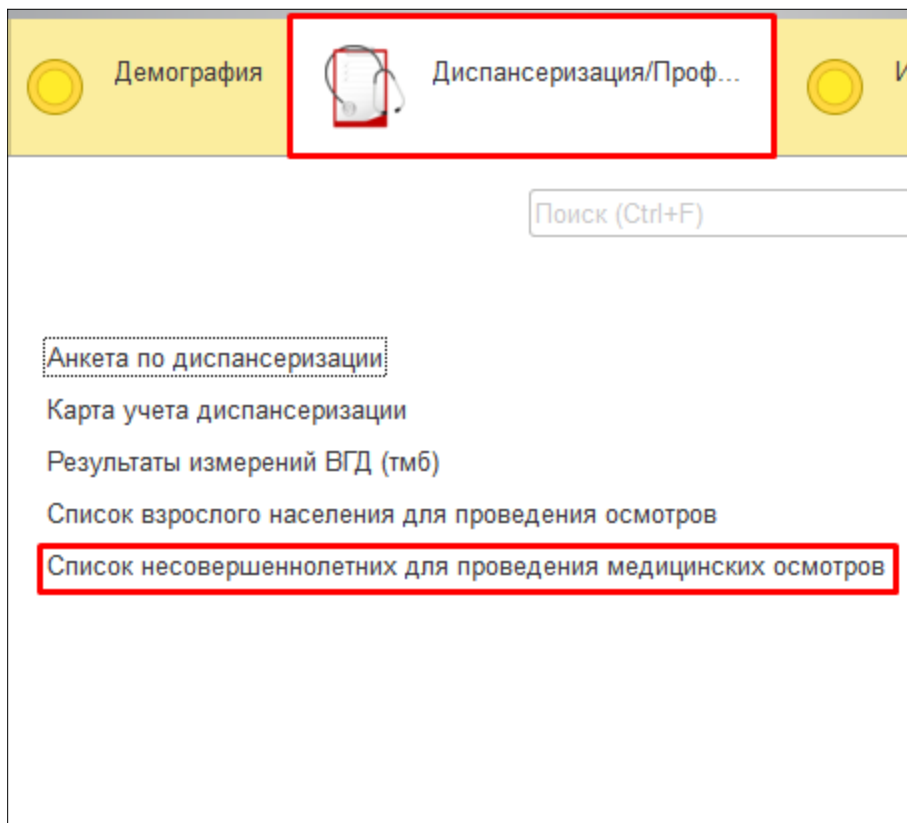 Демография
Диспансеризация/Проф...
И
Поиск (Ctrl+F)
Анкета по диспансеризации
Карта учета диспансеризации
Результаты измерений ВГД (тмб)
Список взрослого населения для проведения осмотров
Список несовершеннолетних для проведения медицинских осмотров